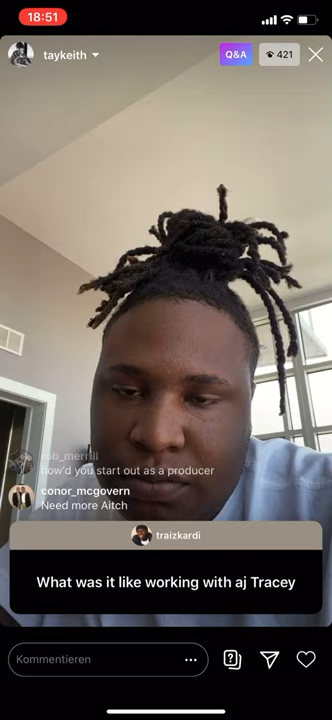 18:51
taykeith
Q&A
421
rob_merrill
how'd you start out as a producer
conor_mcgovern
Need more Aitch
traizkardi
What was it like working with aj Tracey
Kommentieren